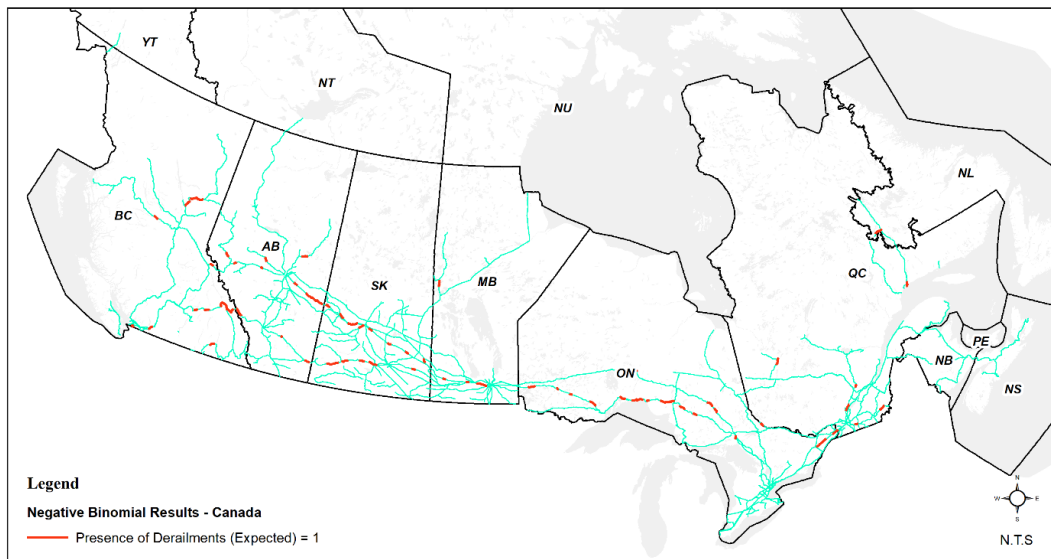 YT
NT
NU
NL
BC
AB
SK
MB
QC
ON
PE
NB
NS
Legend
Negative Binomial Results - Canada
Presence of Derailments (Expected) = 1
N
W E
S
N.T.S